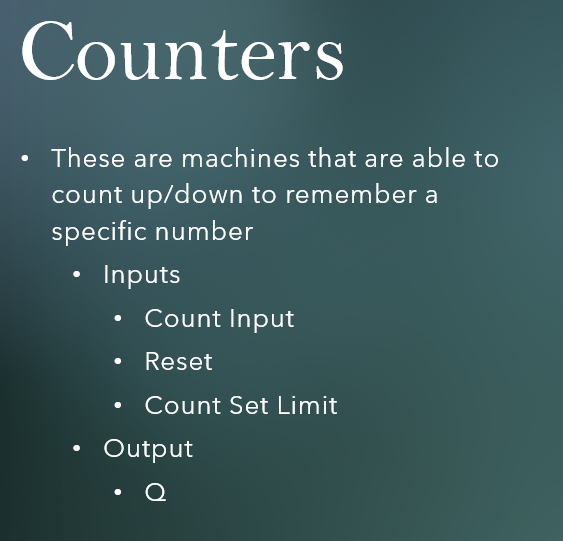 Counters
• These are machines that are able to
count up/down to remember a
specific number
• Inputs
• Count Input
• Reset
• Count Set Limit
• Output
• Q